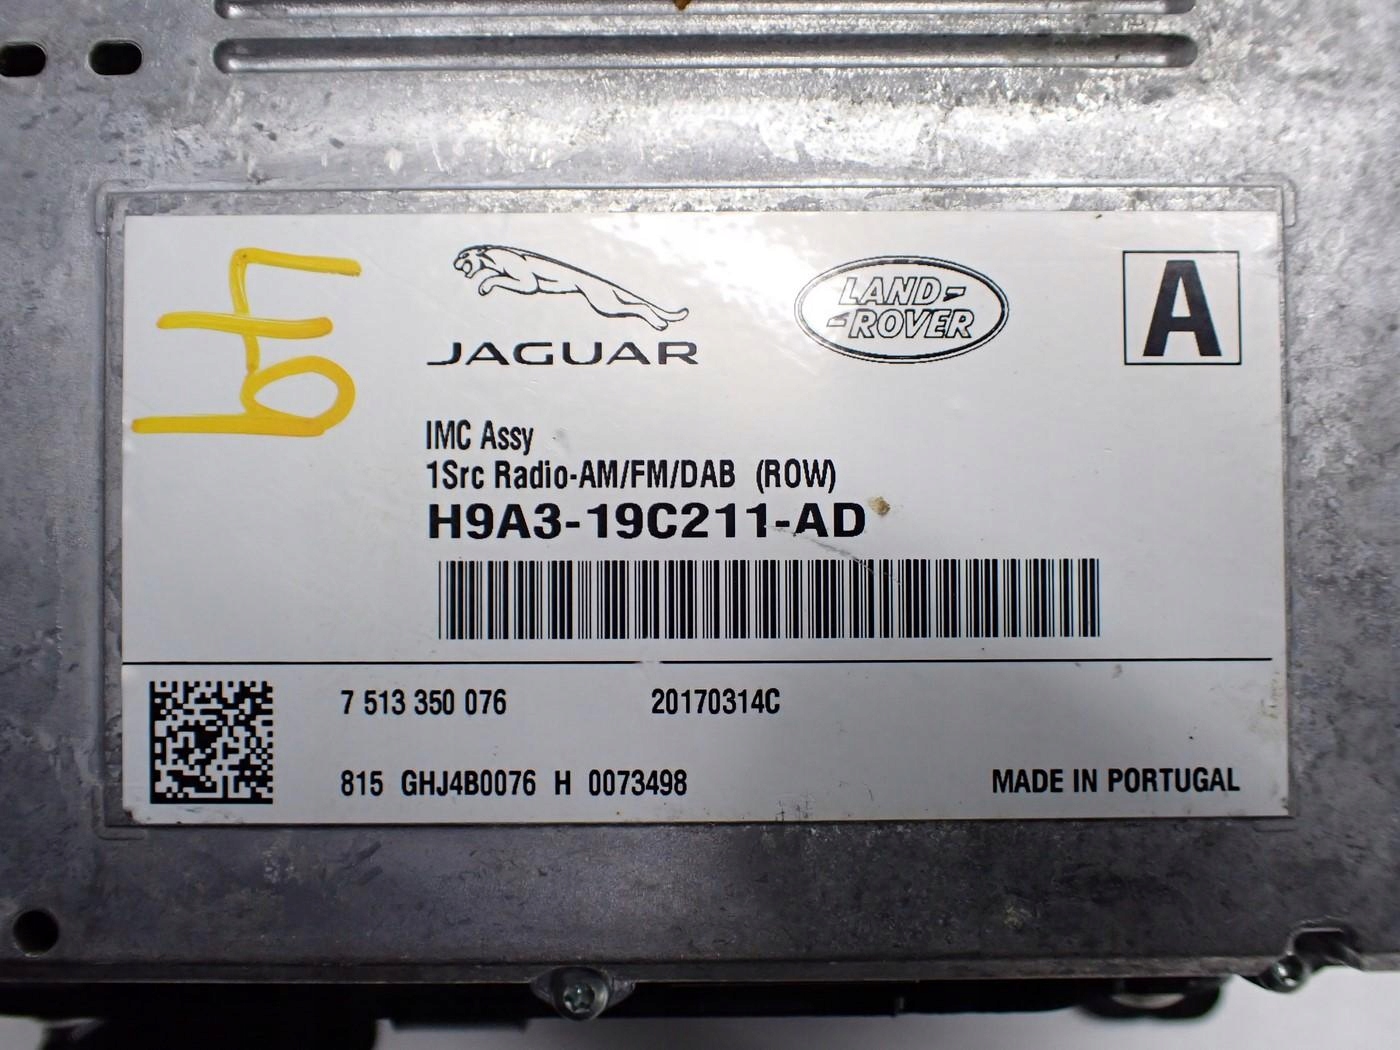 JAGUAR
LAND-
-ROVER
A
IMC Assy
1Src Radio-AM/FM/DAB (ROW)
H9A3-19C211-AD
7 513 350 076
20170314C
815 GHJ4B0076 H 0073498
MADE IN PORTUGAL